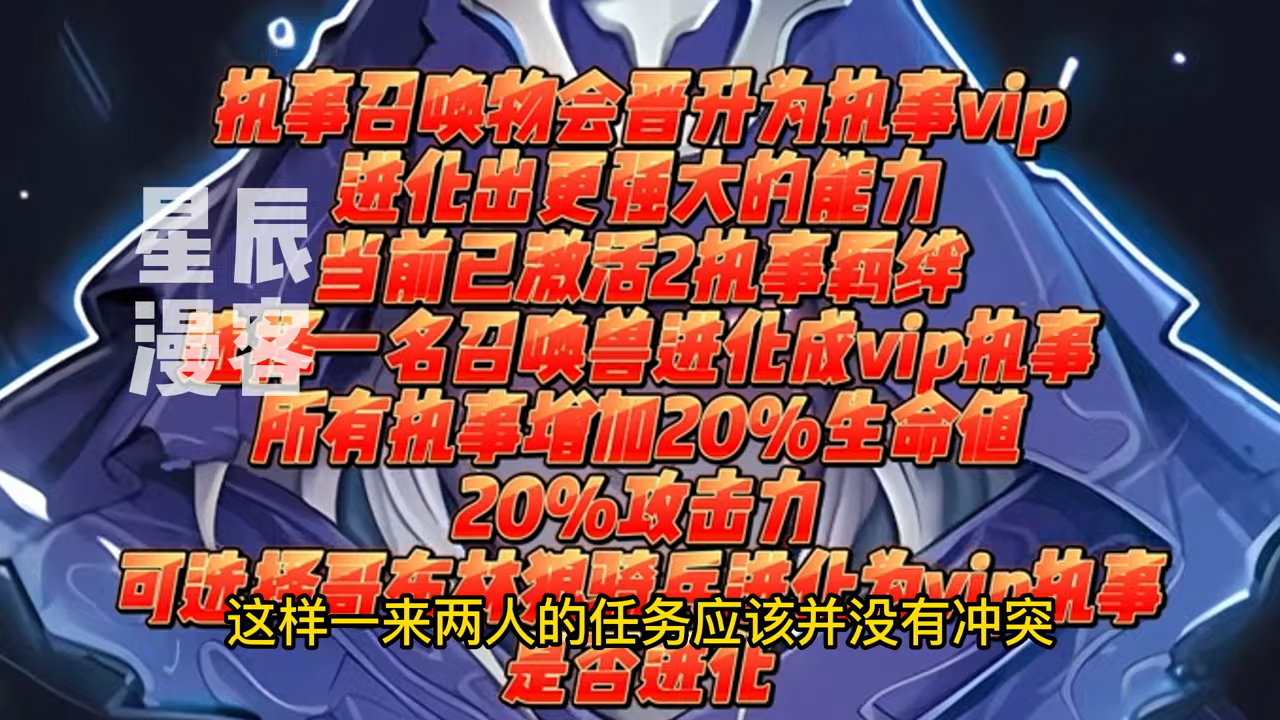 执事召唤物会晋升为执事vip
进化出更强大的能力
星辰
漫客
当前已激活2执事羁绊
选择一名召唤兽进化成vip执事
所有执事增加20%生命值
20%攻击力
可选择哥布林狼骑兵进化为vip执事
这样一来两人的任务应该并没有冲突
是否进化